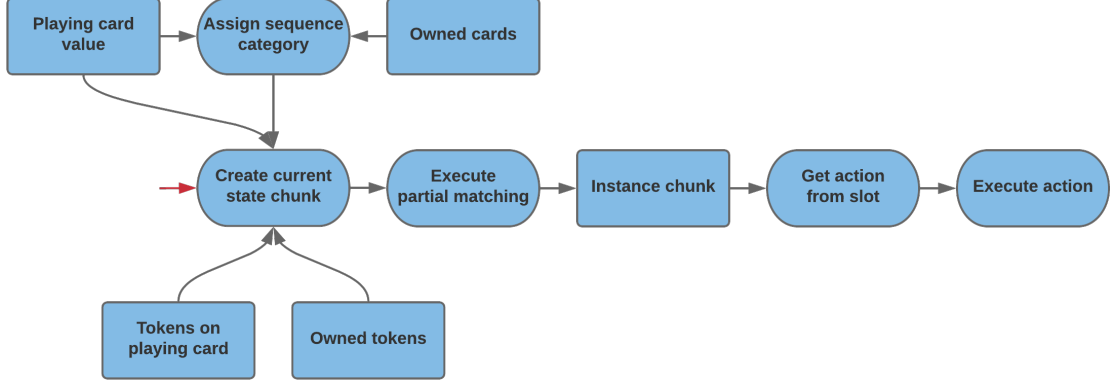 Playing card
value
Assign sequence
category
Owned cards
Create current
state chunk
Execute
partial matching
Instance chunk
Get action
from slot
Execute action
Tokens on
playing card
Owned tokens